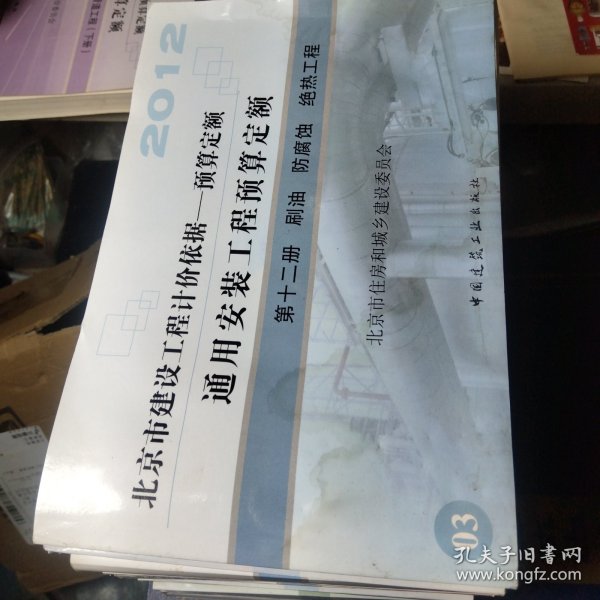 2012
北京市建设工程计价依据——预算定额
通用安装工程预算定额
第十二册 刷油 防腐蚀 绝热工程
北京市住房和城乡建设委员会
中国建筑工业出版社
03
孔夫子旧书网
www.kongfz.com